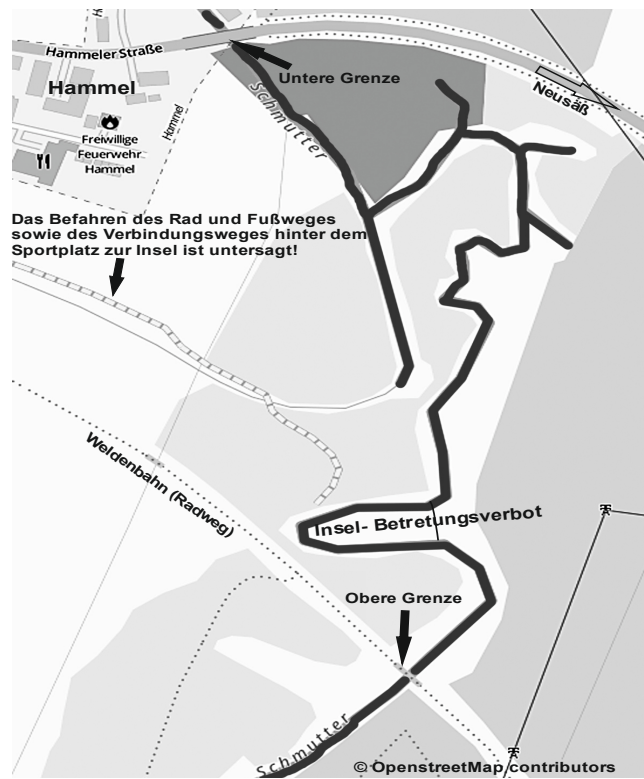 Hammeler Straße
Untere Grenze
Hammel
Neusäß
Schmutter
Hammel
Freiwillige
Feuerwehr
Hammel
Das Befahren des Rad und Fußweges
sowie des Verbindungsweges hinter dem
Sportplatz zur Insel ist untersagt!
Weldenbahn (Radweg)
Insel- Betretungsverbot
Obere Grenze
Schmutter
© OpenstreetMap contributors